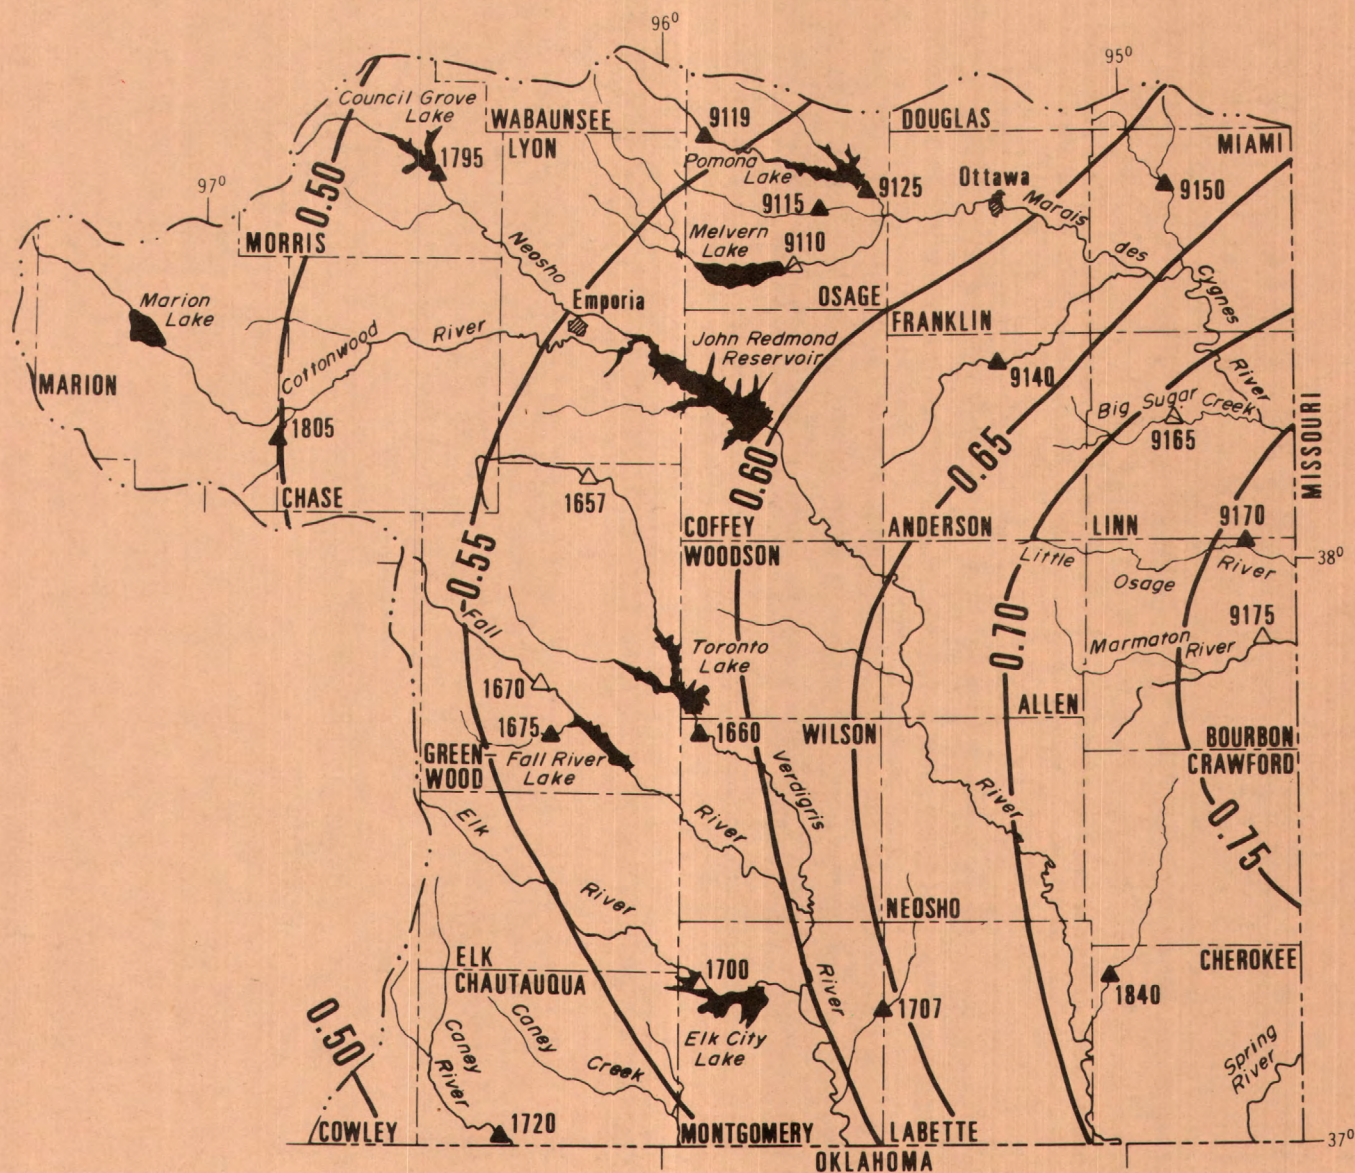 96°
95°
Council Grove
Lake
WABAUNSEE
LYON
9119
DOUGLAS
MIAMI
1795
0.50
Pomona
Lake
9125
Ottawa
9150
97°
9115
Marais
des
Cygnes
River
Melvern
Lake
9110
MORRIS
Neosho
OSAGE
FRANKLIN
Marion
Lake
Emporia
Cottonwood
River
John Redmond
Reservoir
9140
MARION
Big Sugar Creek
9165
MISSOURI
1805
0.60
0.65
1657
CHASE
COFFEY
WOODSON
ANDERSON
LINN
9170
38°
0.55
Little
Osage
River
Fall
0.70
9175
Toronto
Lake
Marmaton
River
1670
ALLEN
1675
1660
WILSON
GREEN-
WOOD
Fall River
Lake
BOURBON
CRAWFORD
Verdigris
River
River
0.75
Elk
River
NEOSHO
ELK
CHAUTAUQUA
1700
CHEROKEE
River
1840
1707
0.50
Caney
River
Caney
Creek
Elk City
Lake
Spring
River
1720
COWLEY
MONTGOMERY
LABETTE
37°
OKLAHOMA